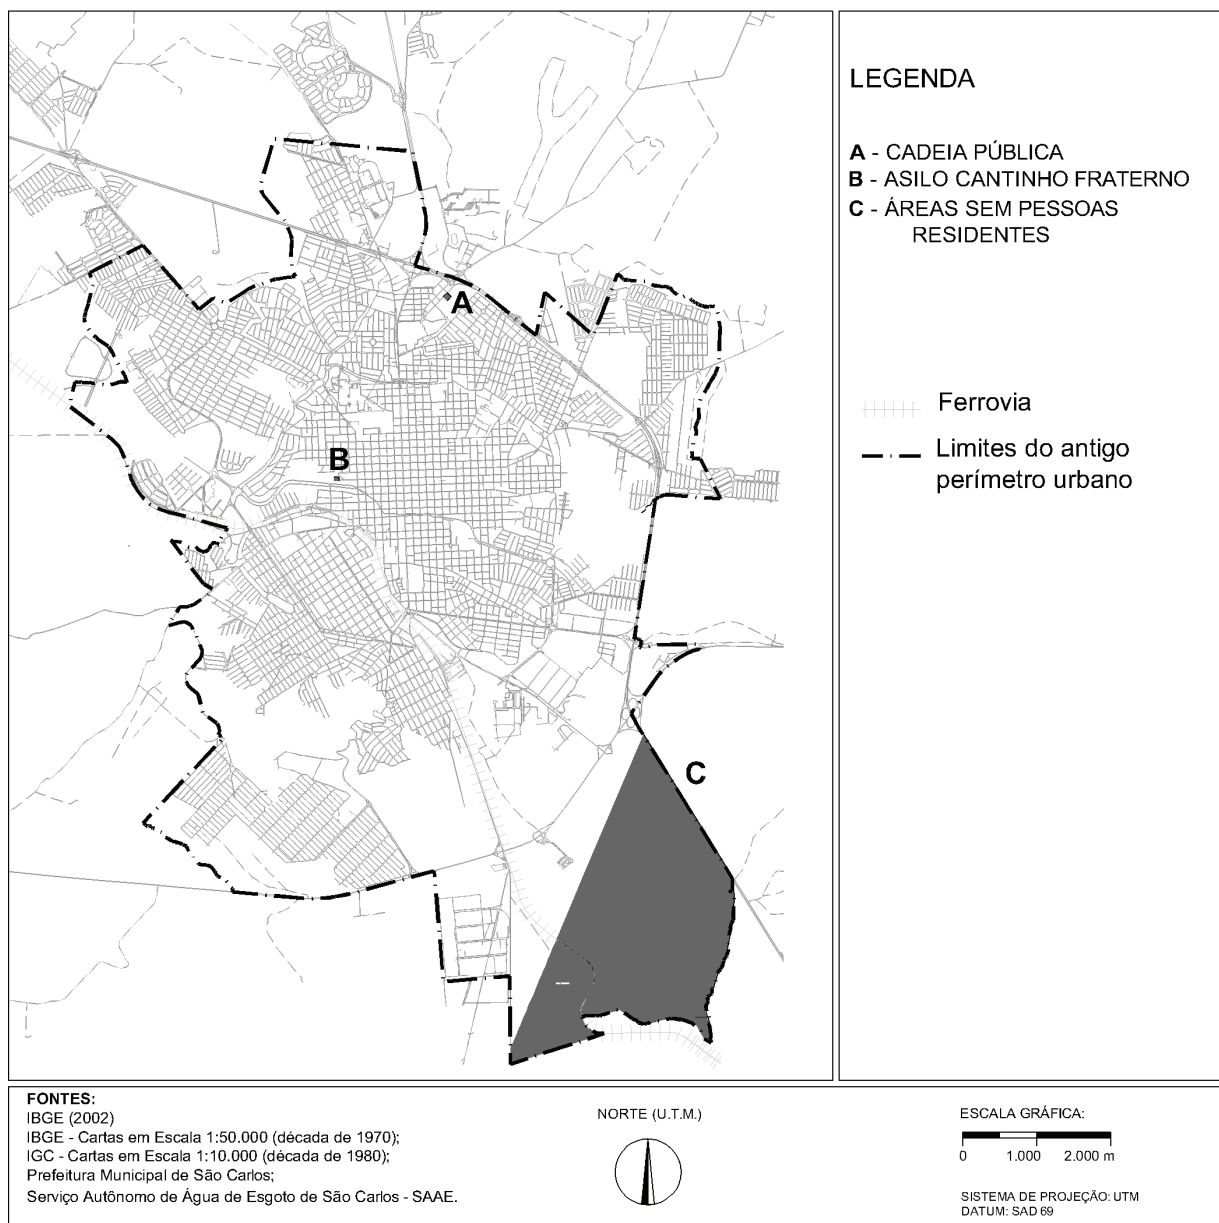 LEGENDA
A - CADEIA PÚBLICA
B - ASILO CANTINHO FRATERNO
C - ÁREAS SEM PESSOAS
RESIDENTES
Ferrovia
Limites do antigo
perímetro urbano
A
B
C
FONTES:
IBGE (2002)
IBGE - Cartas em Escala 1:50.000 (década de 1970);
IGC - Cartas em Escala 1:10.000 (década de 1980);
Prefeitura Municipal de São Carlos;
Serviço Autônomo de Água de Esgoto de São Carlos - SAAE.
NORTE (U.T.M.)
ESCALA GRÁFICA:
0 1.000 2.000 m
SISTEMA DE PROJEÇÃO: UTM
DATUM: SAD 69